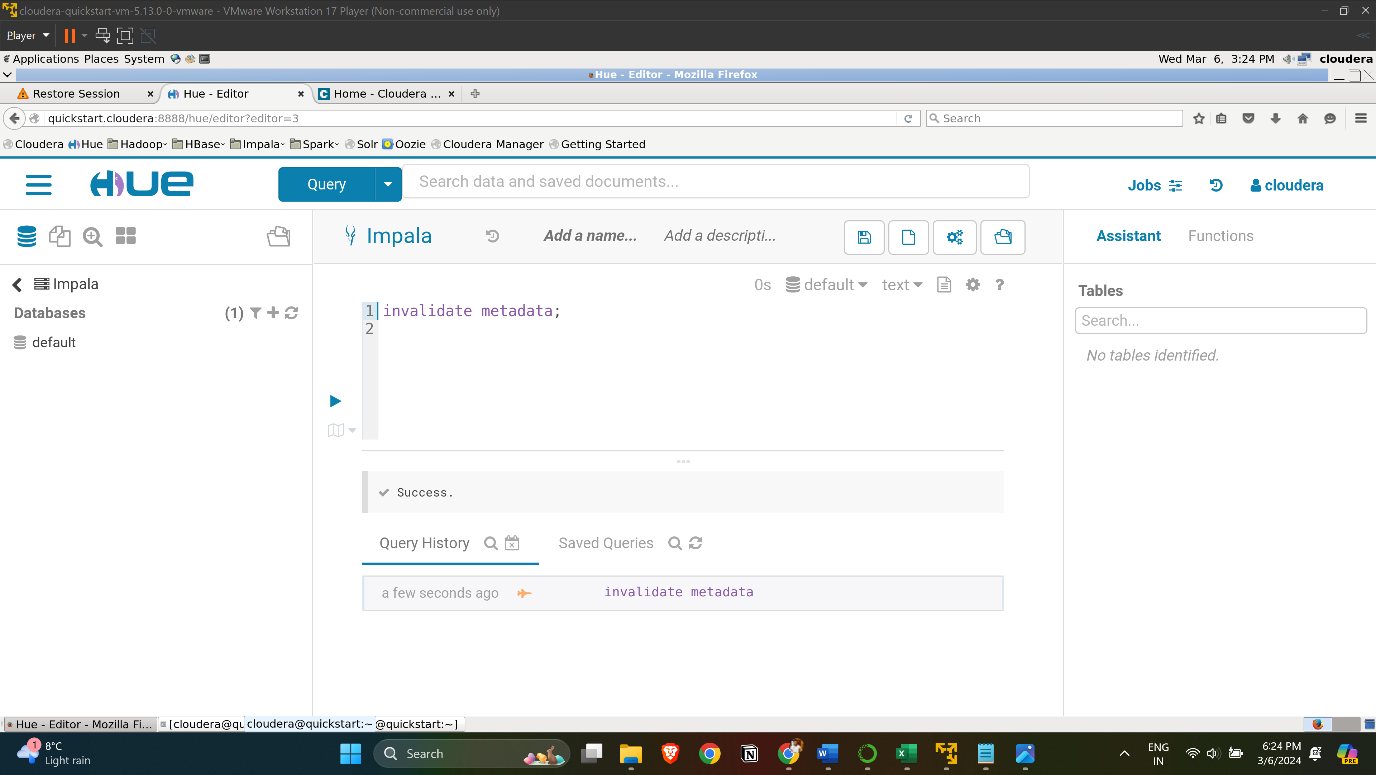 cloudera-quickstart-vm-5.13.0-0-vmware - VMware Workstation 17 Player (Non-commercial use only)
Player
Applications Places System Wed Mar 6, 3:24 PM cloudera
Hue - Editor - Mozilla Firefox
Restore Session Hue - Editor Home - Cloudera ...
quickstart.cloudera:8888/hue/editor?editor=3 Search
Cloudera Hue Hadoop HBase Impala Spark Solr Oozie Cloudera Manager Getting Started
HUE Query Search data and saved documents... Jobs cloudera
Impala Add a name... Add a descripti... Assistant Functions
Impala 0s default text ?
Databases (1) Tables
1 invalidate metadata; Search...
2
default No tables identified.
Success.
Query History Saved Queries
a few seconds ago invalidate metadata
Hue - Editor - Mozilla Fi... [cloudera@qu cloudera@quickstart:~ @quickstart:~]
1 8°C Search ENG 6:24 PM
Light rain IN 3/6/2024 PRE